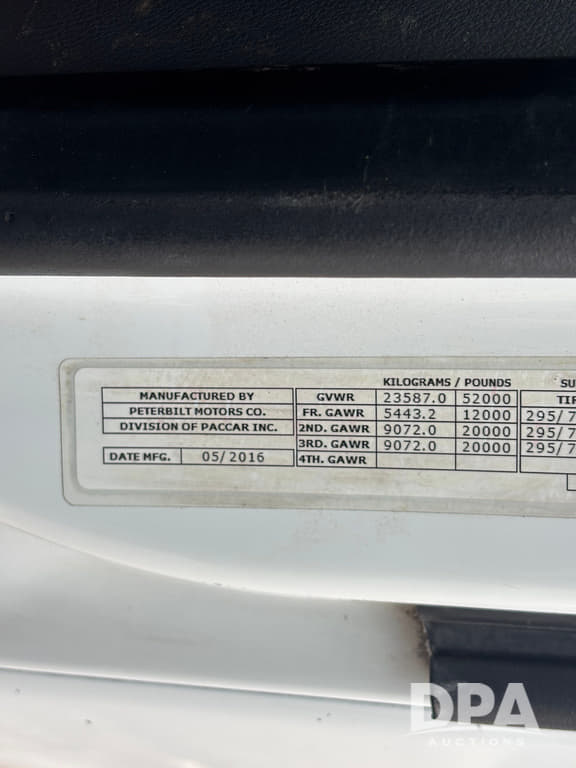 KILOGRAMS / POUNDS SU
MANUFACTURED BY GVWR 23587.0 52000 TIR
PETERBILT MOTORS CO. FR. GAWR 5443.2 12000 295/7
DIVISION OF PACCAR INC. 2ND. GAWR 9072.0 20000 295/7
3RD. GAWR 9072.0 20000 295/7
DATE MFG. 05/2016 4TH. GAWR
DPA
AUCTIONS